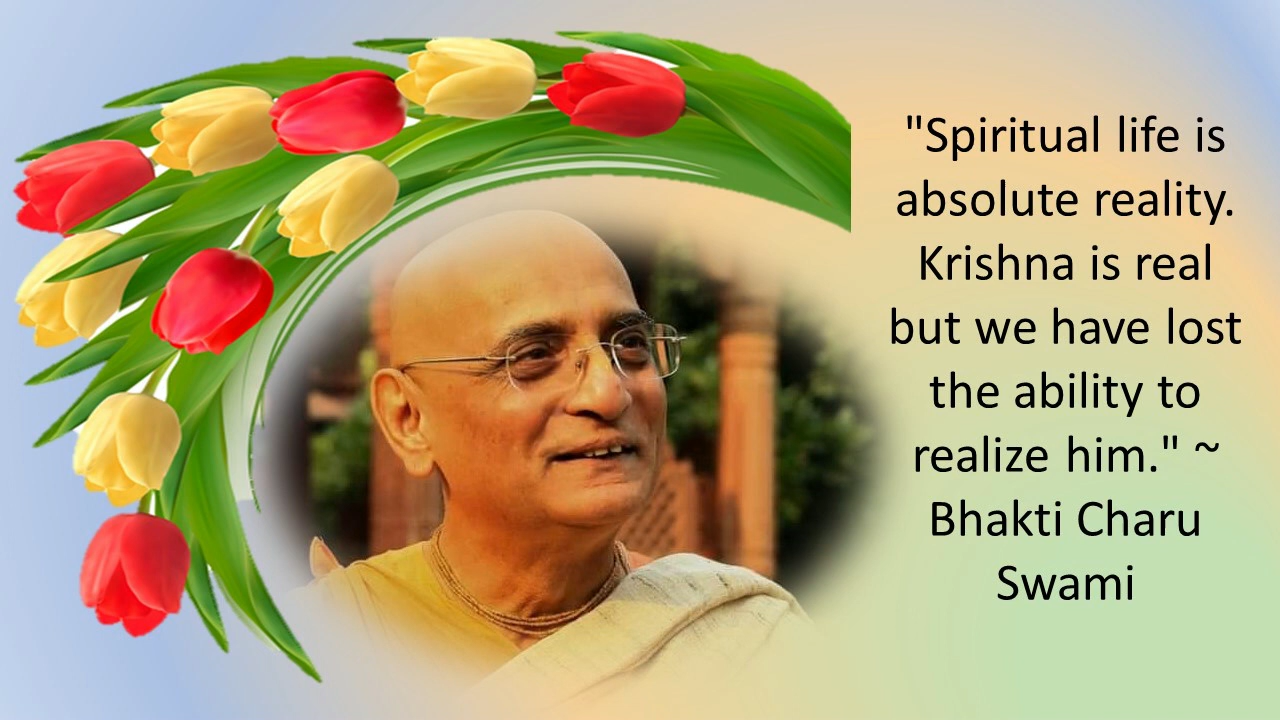 "Spiritual life is
absolute reality.
Krishna is real
but we have lost
the ability to
realize him." ~
Bhakti Charu
Swami